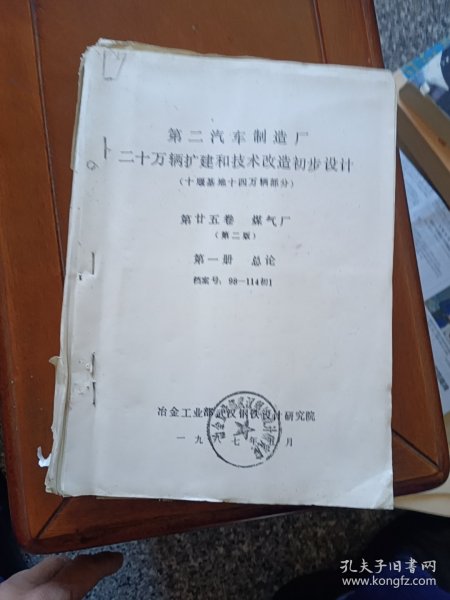 第二汽车制造厂
二十万辆扩建和技术改造初步设计
（十堰基地十四万辆部分）
第廿五卷 煤气厂
（第二版）
第一册 总论
档案号：98—114初1
冶金工业部武汉钢铁设计研究院
一九 七年 月
孔夫子旧书网
www.kongfz.com